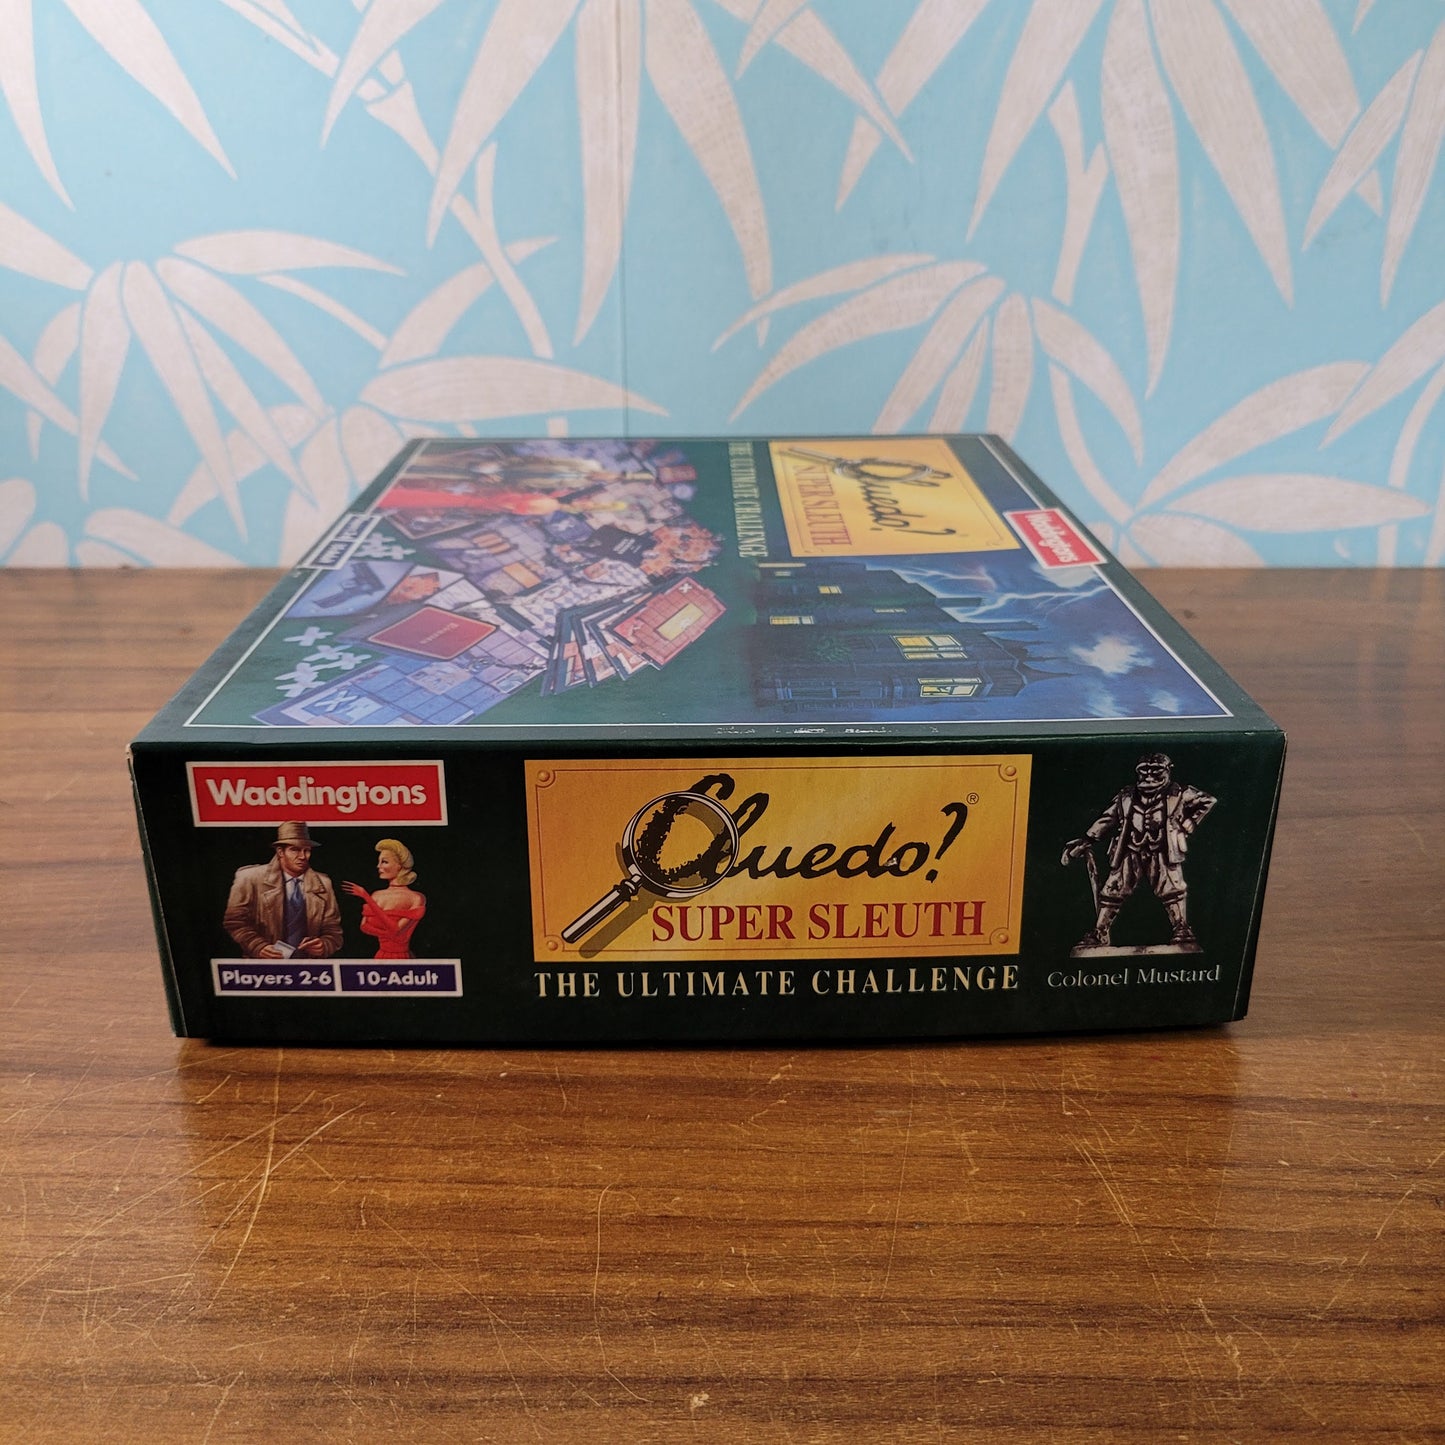 THE ULTIMATE CHALLENGE
Cluedo?
SUPER SLEUTH
Waddingtons
Waddingtons
Players 2-6
10-Adult
Cluedo?®
SUPER SLEUTH
THE ULTIMATE CHALLENGE
Colonel Mustard